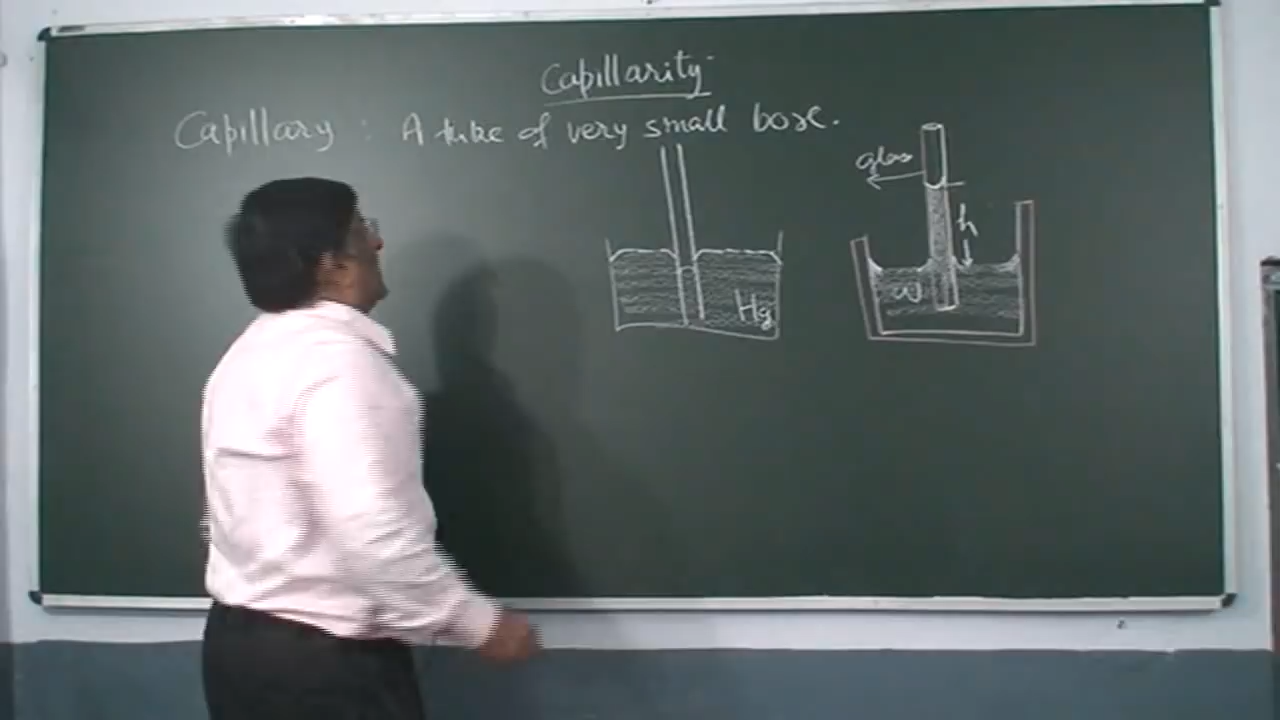 Capillarity
Capillary : A tube of very small bore.
glass
h
Hg
w